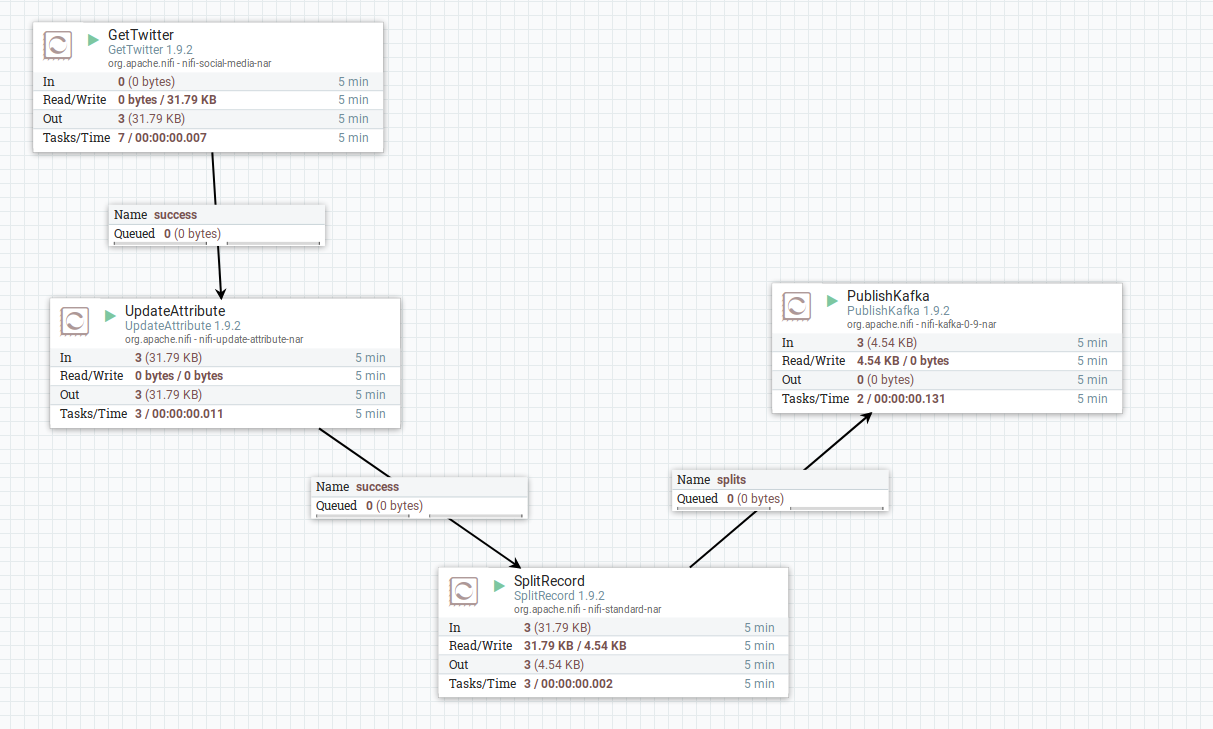 GetTwitter
GetTwitter 1.9.2
org.apache.nifi - nifi-social-media-nar
In 0 (0 bytes) 5 min
Read/Write 0 bytes / 31.79 KB 5 min
Out 3 (31.79 KB) 5 min
Tasks/Time 7 / 00:00:00.007 5 min
Name success
Queued 0 (0 bytes)
UpdateAttribute
UpdateAttribute 1.9.2
org.apache.nifi - nifi-update-attribute-nar
In 3 (31.79 KB) 5 min
Read/Write 0 bytes / 0 bytes 5 min
Out 3 (31.79 KB) 5 min
Tasks/Time 3 / 00:00:00.011 5 min
Name success
Queued 0 (0 bytes)
SplitRecord
SplitRecord 1.9.2
org.apache.nifi - nifi-standard-nar
In 3 (31.79 KB) 5 min
Read/Write 31.79 KB / 4.54 KB 5 min
Out 3 (4.54 KB) 5 min
Tasks/Time 3 / 00:00:00.002 5 min
Name splits
Queued 0 (0 bytes)
PublishKafka
PublishKafka 1.9.2
org.apache.nifi - nifi-kafka-0-9-nar
In 3 (4.54 KB) 5 min
Read/Write 4.54 KB / 0 bytes 5 min
Out 0 (0 bytes) 5 min
Tasks/Time 2 / 00:00:00.131 5 min